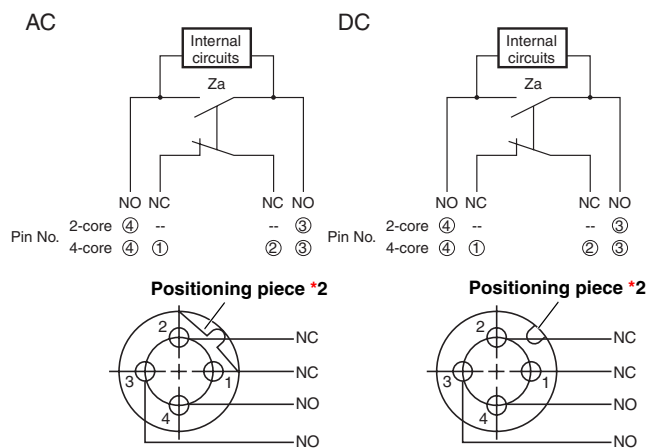 AC
DC
Internal circuits
Internal circuits
Za
Za
NO NC NC NO
NO NC NC NO
2-core ④ -- -- ③
④ -- -- ③
Pin No.
Pin No.
4-core ④ ① ② ③
2-core
4-core ④ ① ② ③
Positioning piece *2
Positioning piece *2
2
NC
3
1
NC
4
NO
NO
2
NC
3
1
NC
4
NO
NO